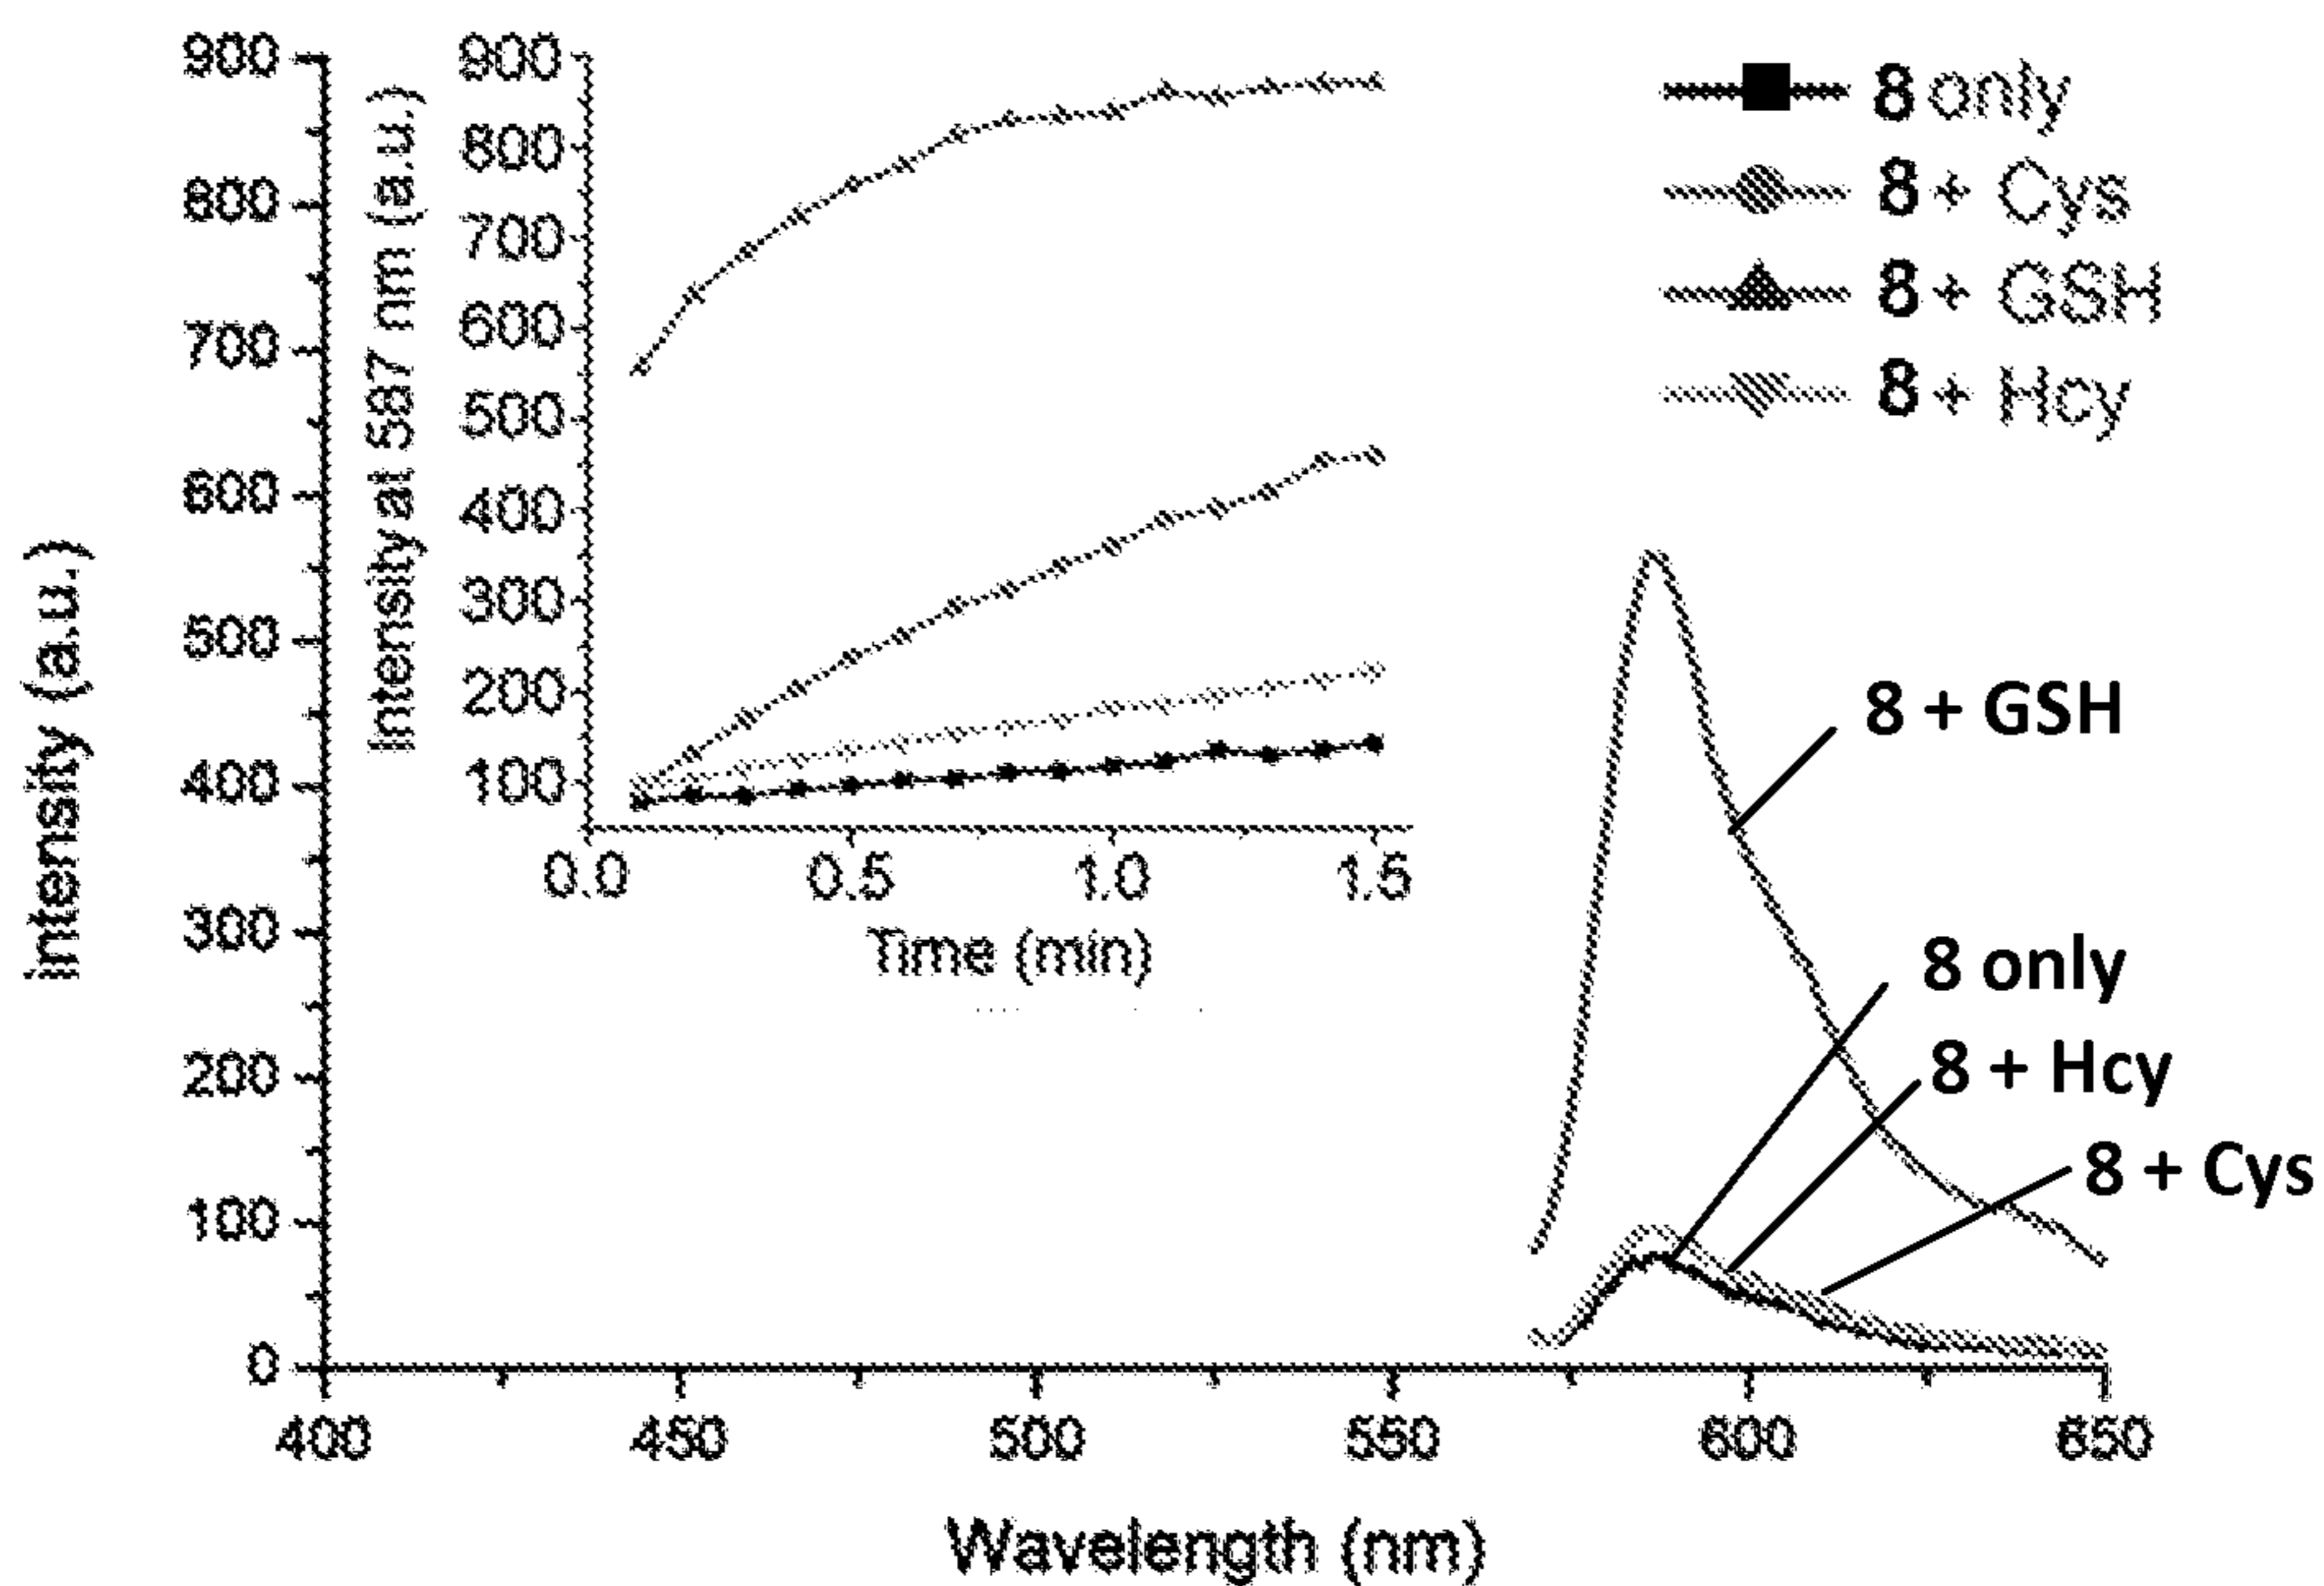 intensity (a.u.)
900
800
700
600
500
400
300
200
100
0
Intensity at 587 nm (a.u.)
900
800
700
600
500
400
300
200
100
0.0 0.5 1.0 1.5
Time (min)
8 only
8 + Cys
8 + GSH
8 + Hcy
8 + GSH
8 only
8 + Hcy
8 + Cys
400 450 500 550 600 650
Wavelength (nm)